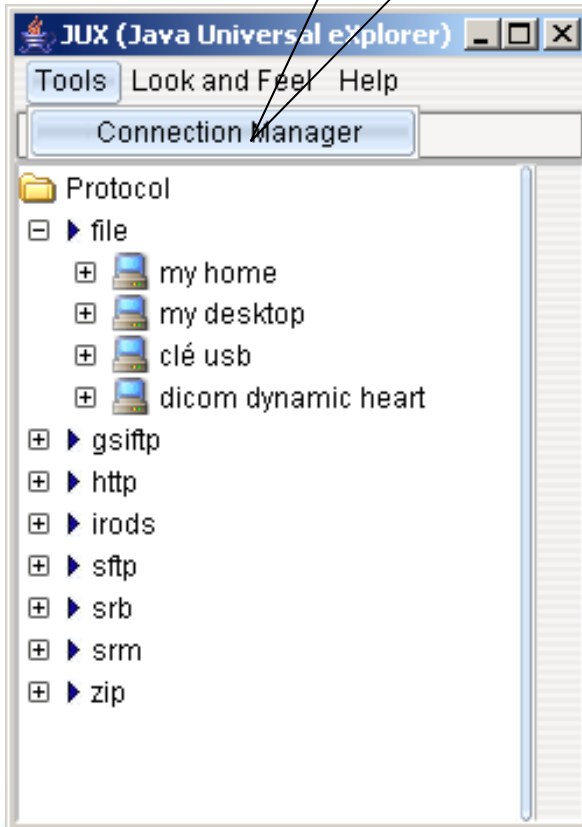 JUX (Java Universal eXplorer)
Tools Look and Feel Help
Connection Manager
Protocol
file
my home
my desktop
clé usb
dicom dynamic heart
gsiftp
http
irods
sftp
srb
srm
zip